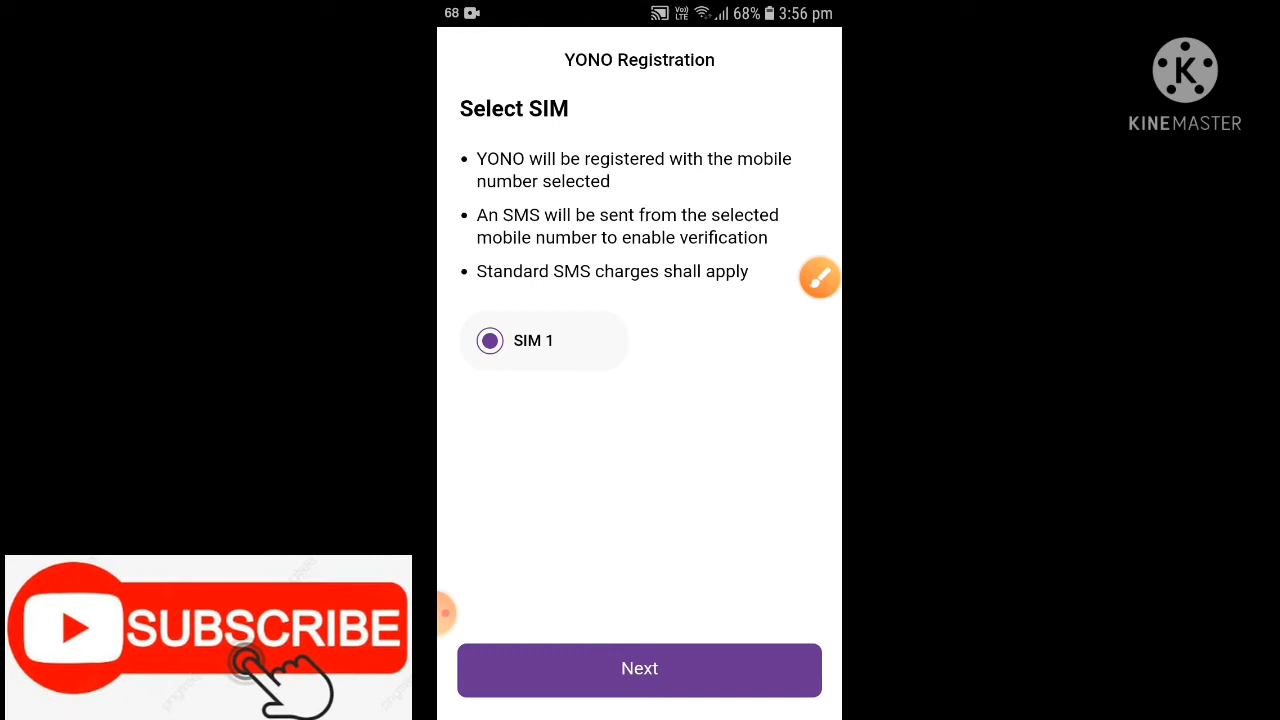 68
68% 3:56 pm
Vo)
LTE
YONO Registration
Select SIM
• YONO will be registered with the mobile
number selected
• An SMS will be sent from the selected
mobile number to enable verification
• Standard SMS charges shall apply
SIM 1
Next
K
KINEMASTER
SUBSCRIBE